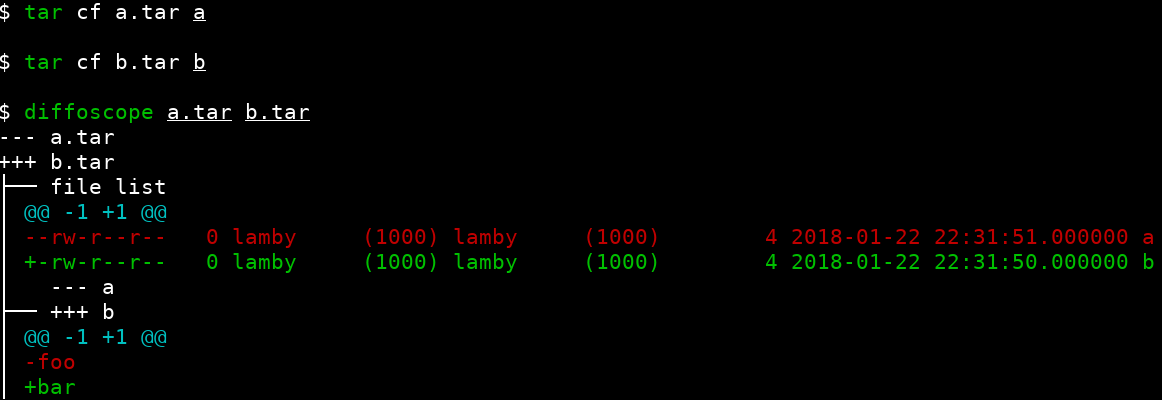 $ tar cf a.tar a
$ tar cf b.tar b
$ diffoscope a.tar b.tar
--- a.tar
+++ b.tar
├── file list
│ @@ -1 +1 @@
│ --rw-r--r--   0 lamby     (1000) lamby     (1000)        4 2018-01-22 22:31:51.000000 a
│ +-rw-r--r--   0 lamby     (1000) lamby     (1000)        4 2018-01-22 22:31:50.000000 b
│   --- a
├── +++ b
│ @@ -1 +1 @@
│ -foo
│ +bar